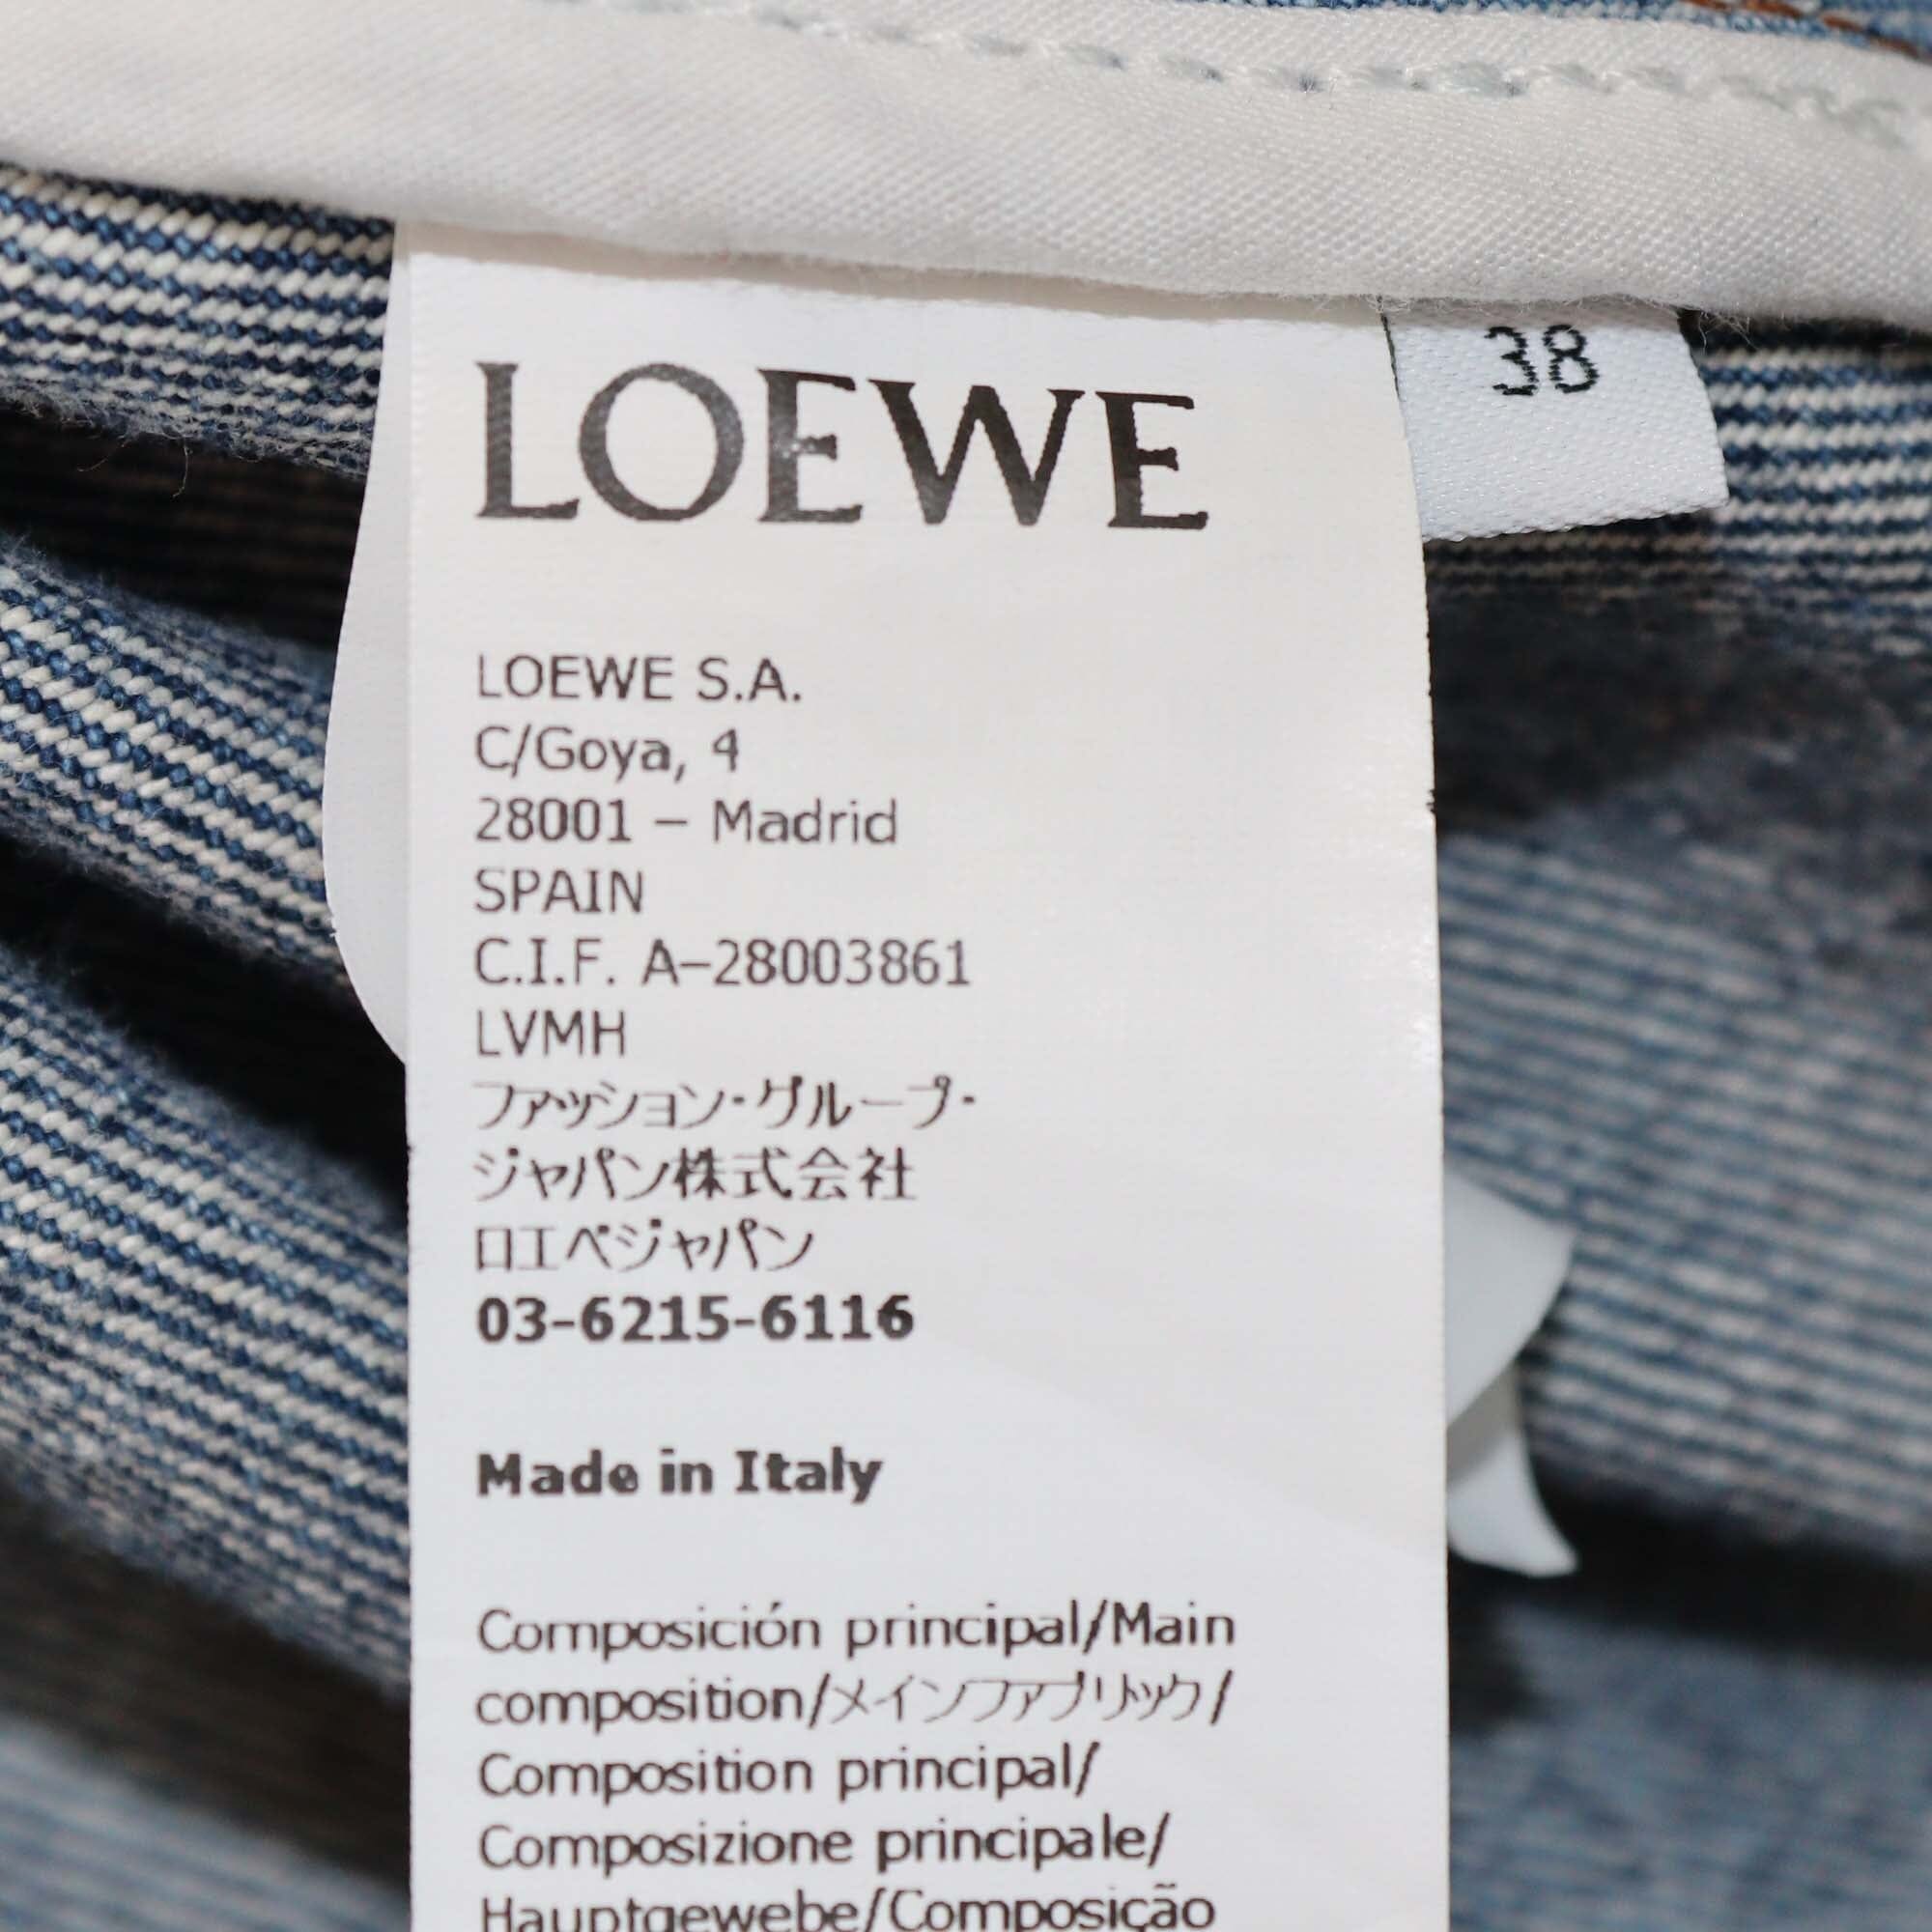 LOEWE
38
LOEWE S.A.
C/Goya, 4
28001 – Madrid
SPAIN
C.I.F. A–28003861
LVMH
ファッション・グループ・
ジャパン株式会社
ロエベジャパン
03-6215-6116
Made in Italy
Composición principal/Main
composition/メインファブリック/
Composition principal/
Composizione principale/
Hauptgewebe/Composição